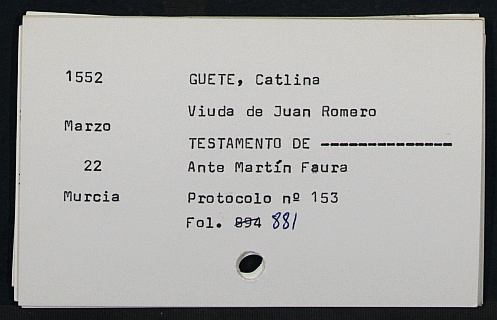 1552 GUETE, Catlina
Viuda de Juan Romero
Marzo
TESTAMENTO DE ---------------
22 Ante Martín Faura
Murcia Protocolo nº 153
Fol. 894 881